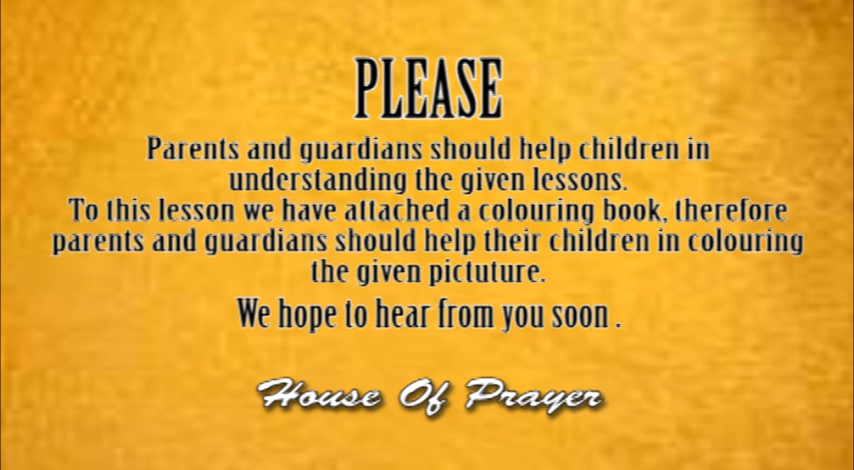 PLEASE
Parents and guardians should help children in
understanding the given lessons.
To this lesson we have attached a colouring book, therefore
parents and guardians should help their children in colouring
the given pictuture.
We hope to hear from you soon .
House Of Prayer